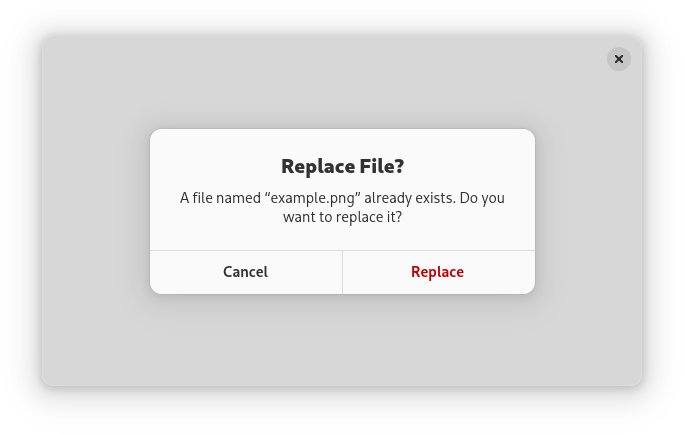 Replace File?
A file named “example.png” already exists. Do you
want to replace it?
Cancel
Replace